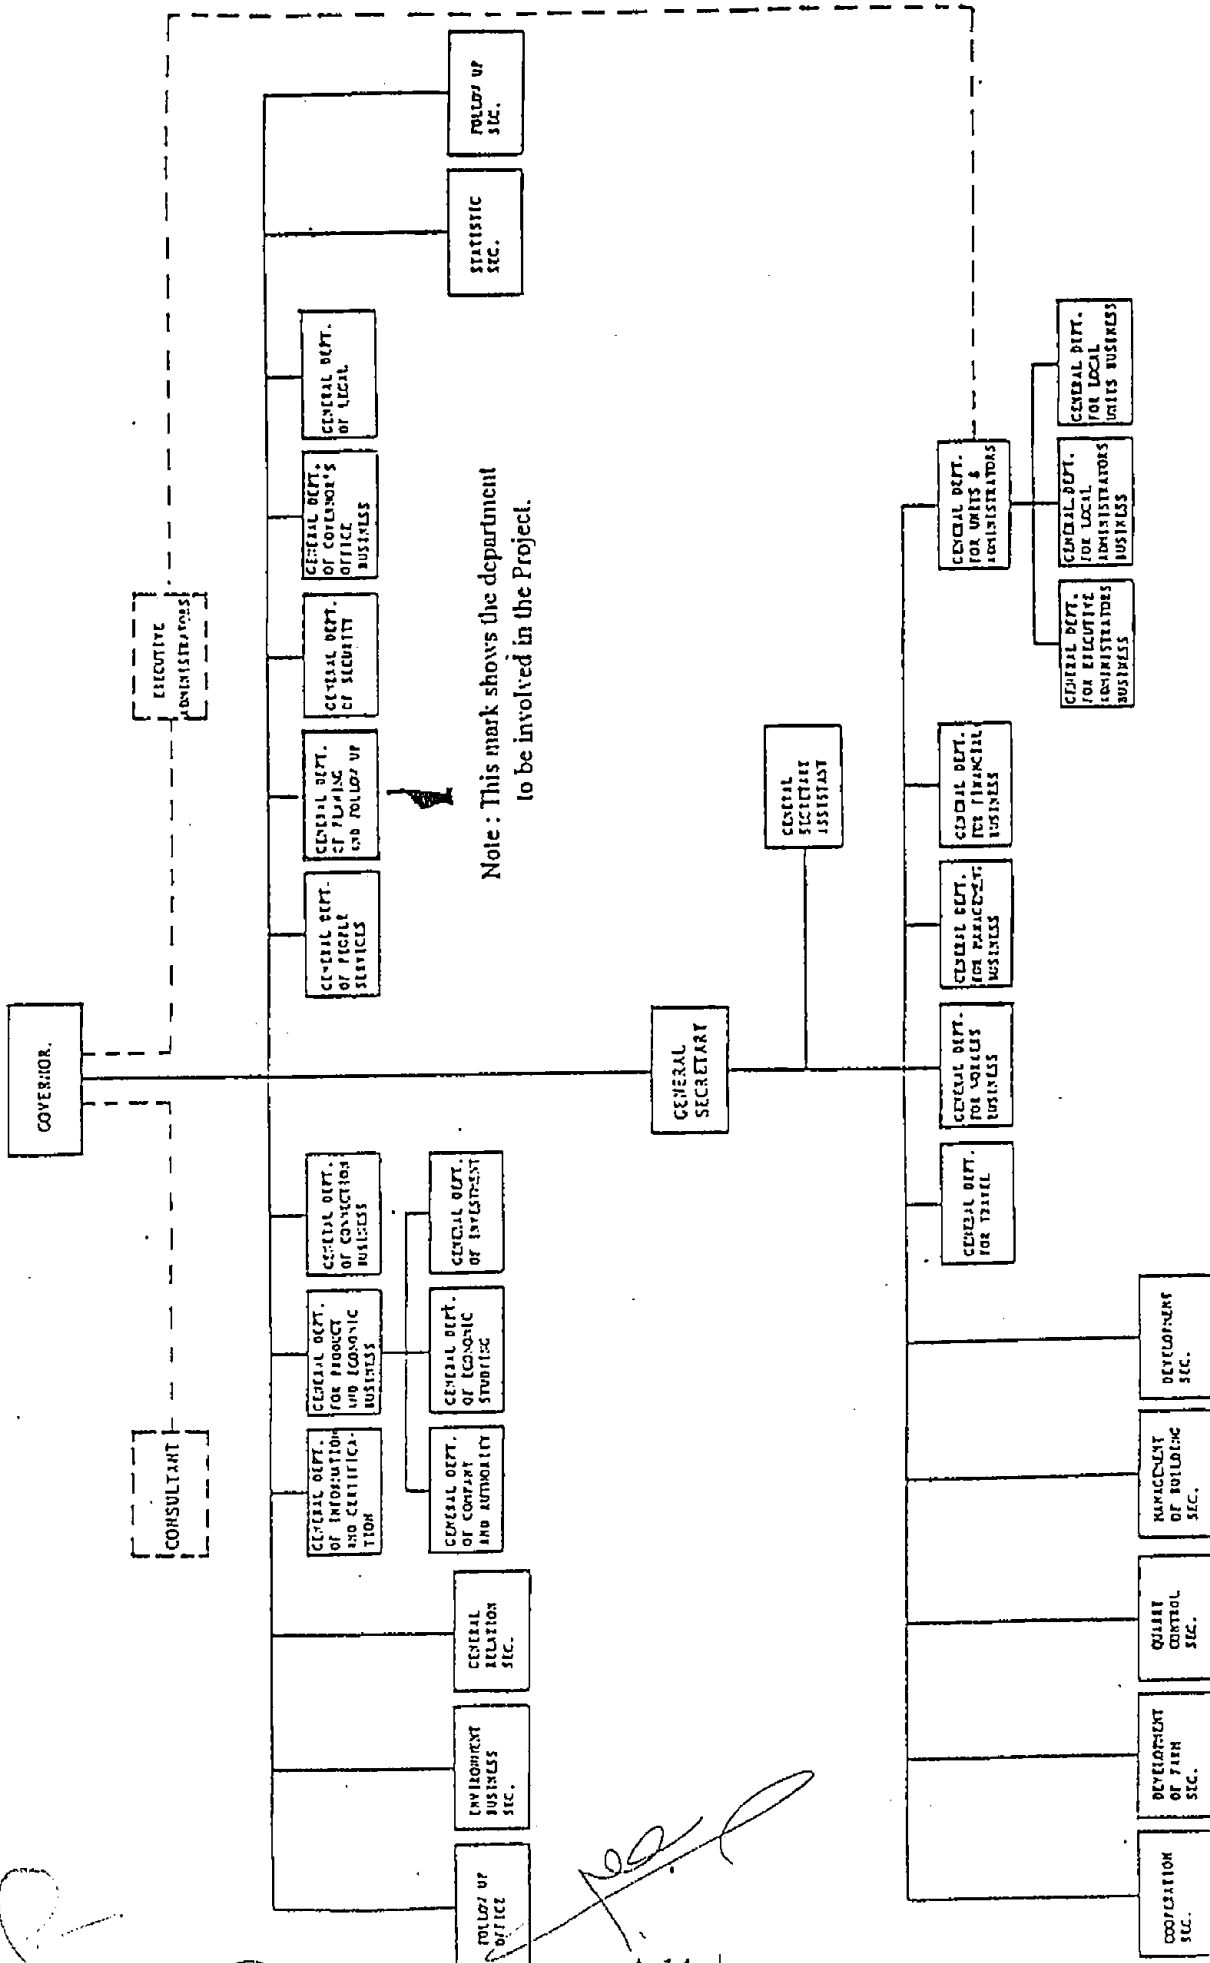 GOVERNOR.
CONSULTANT
EXECUTIVE
ADMINISTRATORS
FOLLOW UP
OFFICE
ENVIRONMENT
BUSINESS
SEC.
GENERAL
RELATION
SEC.
GENERAL DEPT.
OF INFORMATION
AND CERTIFICA-
TION
GENERAL DEPT.
FOR PRODUCT
AND ECONOMIC
BUSINESS
GENERAL DEPT.
OF CONNECTION
BUSINESS
GENERAL DEPT.
OF COMPANY
AND AUTHORITY
GENERAL DEPT.
OF ECONOMIC
STUDYING
GENERAL DEPT.
OF INVESTMENT
GENERAL DEPT.
OF PEOPLE
SERVICES
GENERAL DEPT.
OF PLANING
AND FOLLOW UP
GENERAL DEPT.
OF SECURITY
GENERAL DEPT.
OF GOVERNOR'S
OFFICE
BUSINESS
GENERAL DEPT.
OF LEGAL
STATISTIC
SEC.
FOLLOW UP
SEC.
Note : This mark shows the department
to be involved in the Project.
GENERAL
SECRETARY
GENERAL
SECRETARY
ASSISTANT
COOPERATION
SEC.
DEVELOPMENT
OF FARM
SEC.
QUARRY
CONTROL
SEC.
MANAGEMENT
OF BUILDING
SEC.
DEVELOPMENT
SEC.
GENERAL DEPT.
FOR TRAVEL
GENERAL DEPT.
FOR
BUSINESS
GENERAL DEPT.
FOR MANAGEMENT
BUSINESS
GENERAL DEPT.
FOR FINANCIAL
BUSINESS
GENERAL DEPT.
FOR UNITS &
ADMINISTRATORS
GENERAL DEPT.
FOR EXECUTIVE
ADMINISTRATORS
BUSINESS
GENERAL DEPT.
FOR LOCAL
ADMINISTRATORS
BUSINESS
GENERAL DEPT.
FOR LOCAL
UNITS BUSINESS